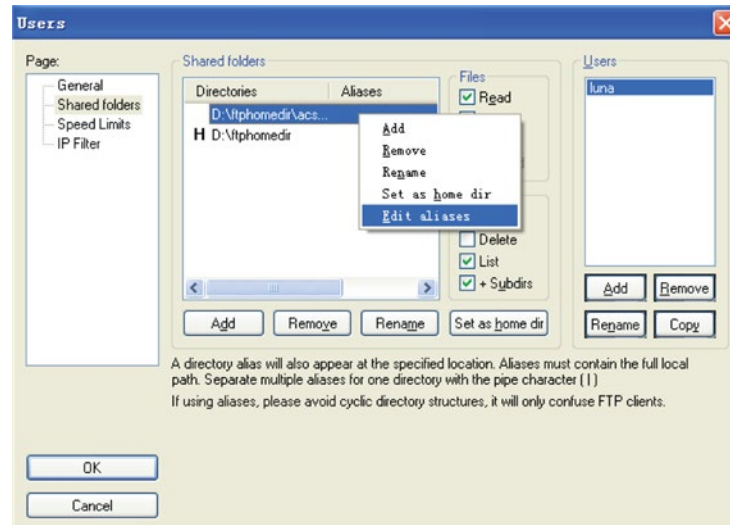 Users
Page:
General
Shared folders
Speed Limits
IP Filter
Shared folders
Directories Aliases
D:\ftphomedir\acs...
H D:\ftphomedir
Files
Read
Add
Remove
Rename
Set as home dir
Edit aliases
Delete
List
+ Subdirs
Add Remove Rename Set as home dir
Users
luna
Add Remove
Rename Copy
A directory alias will also appear at the specified location. Aliases must contain the full local
path. Separate multiple aliases for one directory with the pipe character ( | )
If using aliases, please avoid cyclic directory structures, it will only confuse FTP clients.
OK
Cancel